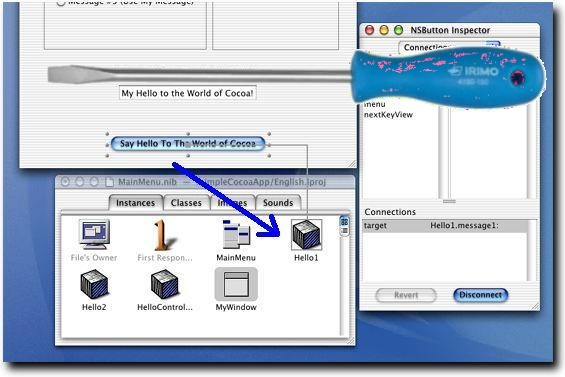 Message #3 (Use My Message)
My Hello to the World of Cocoa!
Say Hello To The World of Cocoa
NSButton Inspector
Connections
IRIMO
menu
nextKeyView
Connections
target Hello1.message1:
Revert Disconnect
MainMenu.nib — SimpleCocoaApp/English.lproj
Instances Classes Images Sounds
File's Owner First Respon... MainMenu Hello1
Hello2 HelloControl... MyWindow